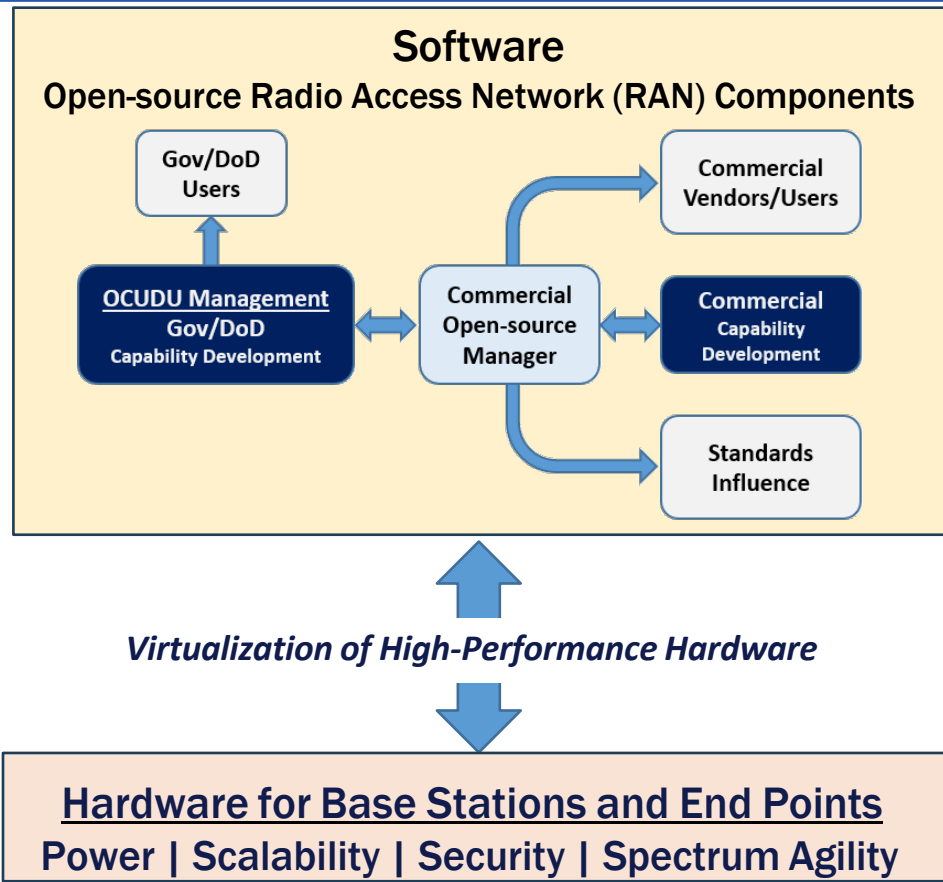 Software
Open-source Radio Access Network (RAN) Components
Gov/DoD
Users
Commercial
Vendors/Users
OCUDU Management
Gov/DoD
Capability Development
Commercial
Open-source
Manager
Commercial
Capability
Development
Standards
Influence
Virtualization of High-Performance Hardware
Hardware for Base Stations and End Points
Power | Scalability | Security | Spectrum Agility